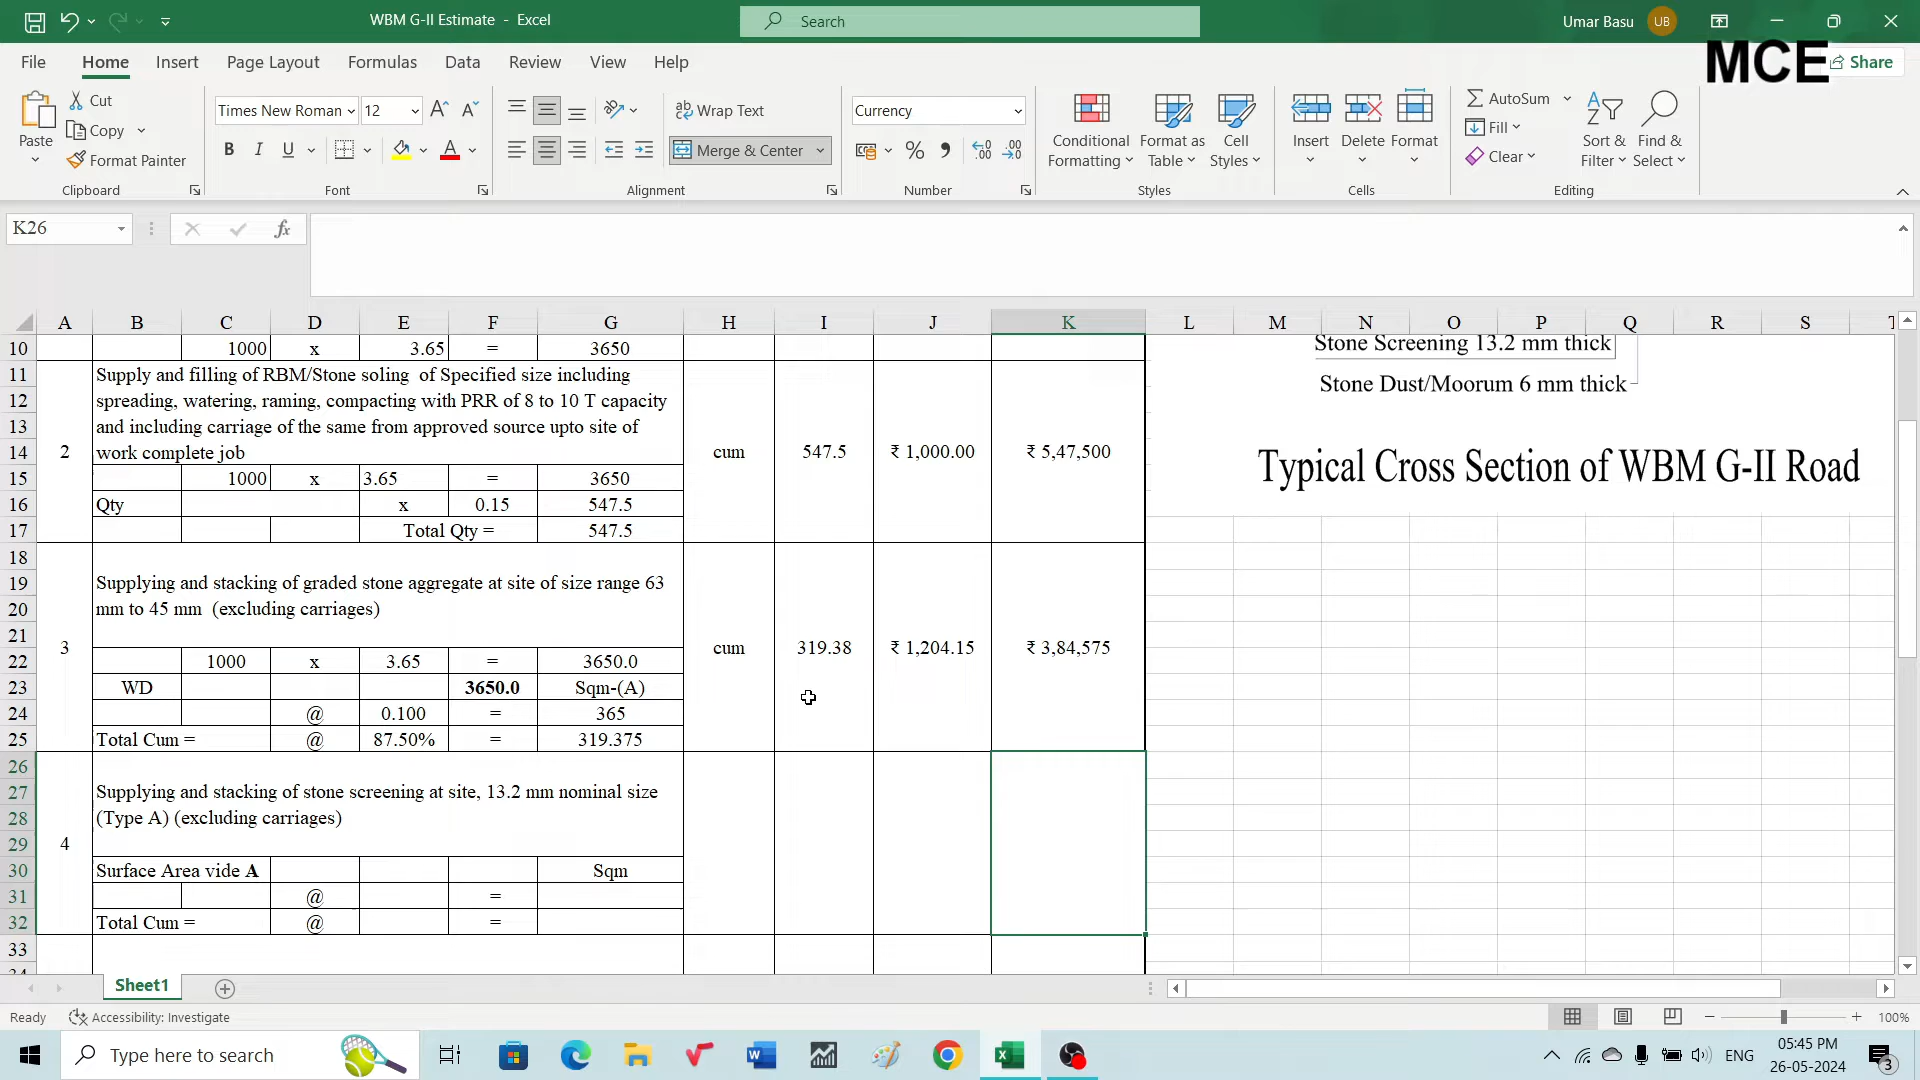 WBM G-II Estimate - Excel
Search
Umar Basu UB
MCE
File Home Insert Page Layout Formulas Data Review View Help
Share
Paste
Cut
Copy
Format Painter
Clipboard
Times New Roman 12
B I U
Font
Wrap Text
Merge & Center
Alignment
Currency
Number
Conditional Formatting
Format as Table
Cell Styles
Styles
Insert
Delete
Format
Cells
AutoSum
Fill
Clear
Sort & Filter
Find & Select
Editing
K26
fx
A B C D E F G H I J K L M N O P Q R S
10 1000 x 3.65 = 3650
Stone Screening 13.2 mm thick
Stone Dust/Moorum 6 mm thick
11 Supply and filling of RBM/Stone soling of Specified size including
12 spreading, watering, raming, compacting with PRR of 8 to 10 T capacity
13 and including carriage of the same from approved source upto site of
14 work complete job
2 cum 547.5 ₹ 1,000.00 ₹ 5,47,500
Typical Cross Section of WBM G-II Road
15 1000 x 3.65 = 3650
16 Qty x 0.15 547.5
17 Total Qty = 547.5
18
19 Supplying and stacking of graded stone aggregate at site of size range 63
20 mm to 45 mm (excluding carriages)
21
3 cum 319.38 ₹ 1,204.15 ₹ 3,84,575
22 1000 x 3.65 = 3650.0
23 WD 3650.0 Sqm-(A)
24 @ 0.100 = 365
25 Total Cum = @ 87.50% = 319.375
26
27 Supplying and stacking of stone screening at site, 13.2 mm nominal size
28 (Type A) (excluding carriages)
29
4
30 Surface Area vide A Sqm
31 @ =
32 Total Cum = @ =
33
Sheet1
Ready Accessibility: Investigate
100%
Type here to search
ENG
05:45 PM
26-05-2024
3